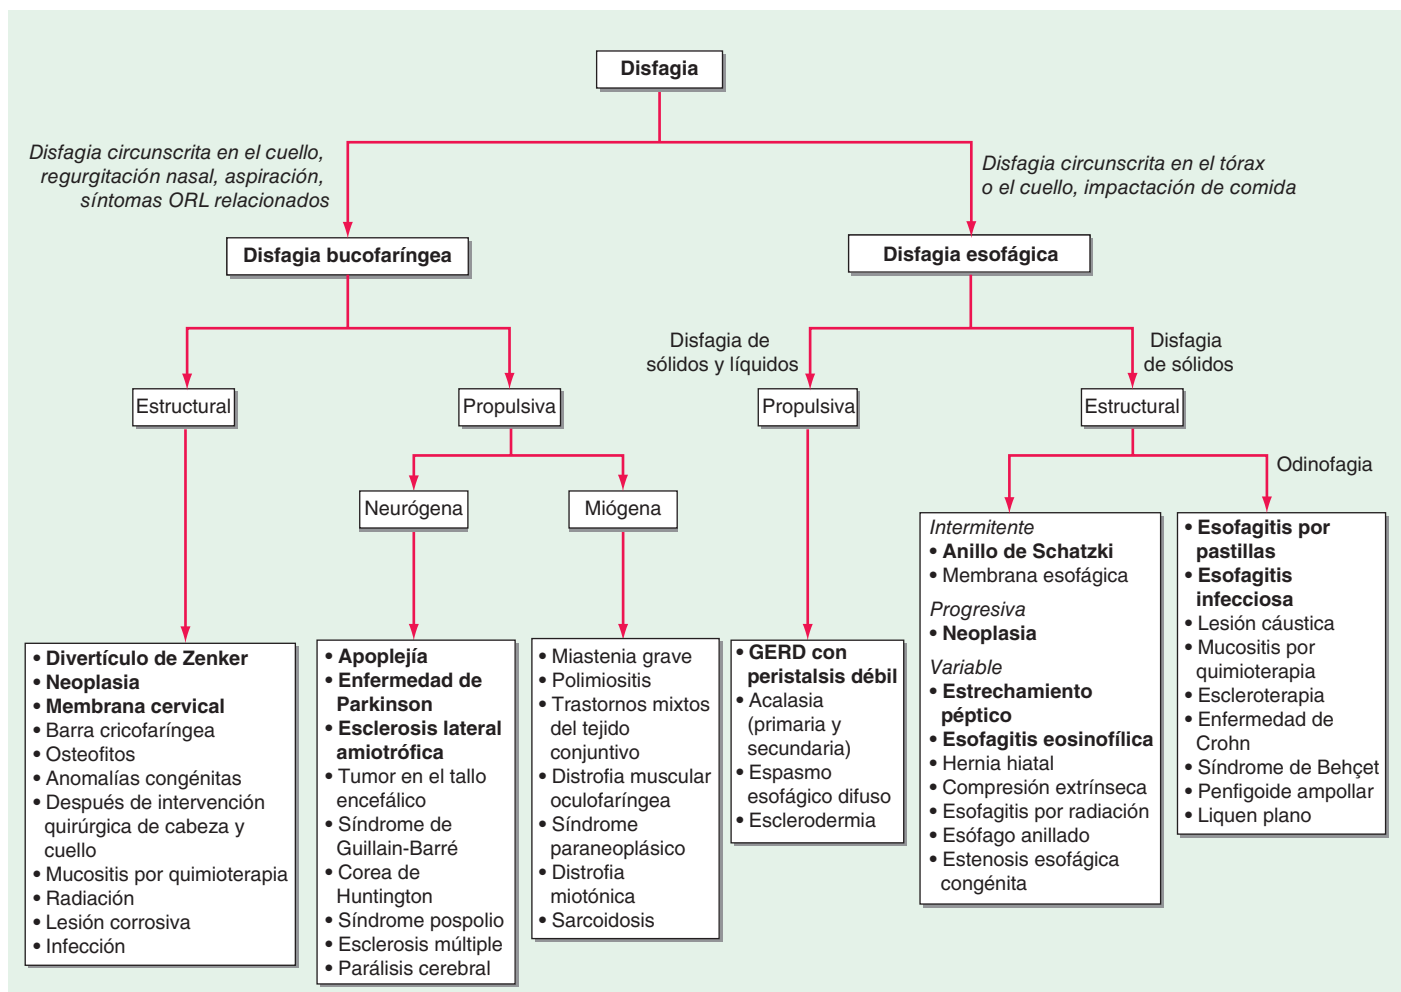 Disfagia
Disfagia circunscrita en el cuello,
regurgitación nasal, aspiración,
síntomas ORL relacionados
Disfagia circunscrita en el tórax
o el cuello, impactación de comida
Disfagia bucofaríngea
Disfagia esofágica
Disfagia de
sólidos y líquidos
Disfagia
de sólidos
Estructural
Propulsiva
Propulsiva
Estructural
Odinofagia
Neurógena
Miógena
• Divertículo de Zenker
• Neoplasia
• Membrana cervical
• Barra cricofaríngea
• Osteofitos
• Anomalías congénitas
• Después de intervención
quirúrgica de cabeza y
cuello
• Mucositis por quimioterapia
• Radiación
• Lesión corrosiva
• Infección
• Apoplejía
• Enfermedad de
Parkinson
• Esclerosis lateral
amiotrófica
• Tumor en el tallo
encefálico
• Síndrome de
Guillain-Barré
• Corea de
Huntington
• Síndrome pospolio
• Esclerosis múltiple
• Parálisis cerebral
• Miastenia grave
• Polimiositis
• Trastornos mixtos
del tejido
conjuntivo
• Distrofia muscular
oculofaríngea
• Síndrome
paraneoplásico
• Distrofia
miotónica
• Sarcoidosis
• GERD con
peristalsis débil
• Acalasia
(primaria y
secundaria)
• Espasmo
esofágico difuso
• Esclerodermia
Intermitente
• Anillo de Schatzki
• Membrana esofágica
Progresiva
• Neoplasia
Variable
• Estrechamiento
péptico
• Esofagitis eosinofílica
• Hernia hiatal
• Compresión extrínseca
• Esofagitis por radiación
• Esófago anillado
• Estenosis esofágica
congénita
• Esofagitis por
pastillas
• Esofagitis
infecciosa
• Lesión cáustica
• Mucositis por
quimioterapia
• Escleroterapia
• Enfermedad de
Crohn
• Síndrome de Behçet
• Penfigoide ampollar
• Liquen plano